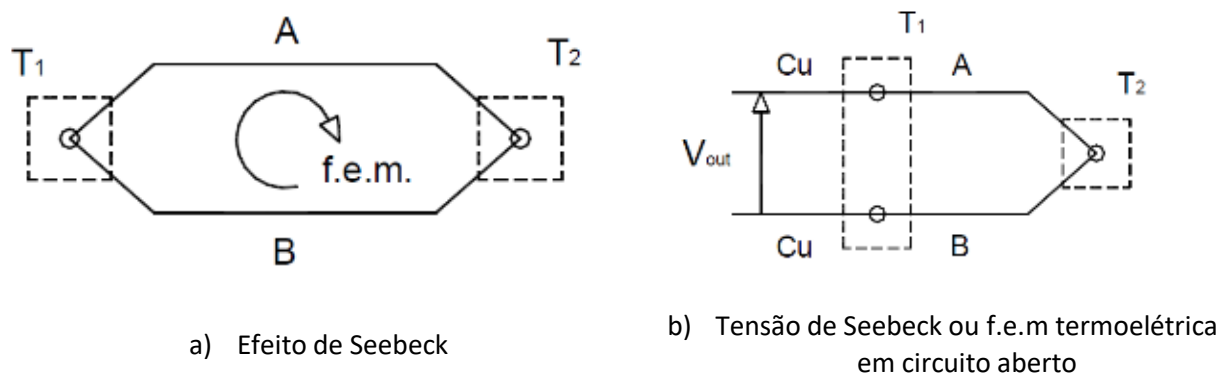 A
T1
T2
f.e.m.
B
a) Efeito de Seebeck
T1
Cu
A
T2
Vout
Cu
B
b) Tensão de Seebeck ou f.e.m termoelétrica
em circuito aberto